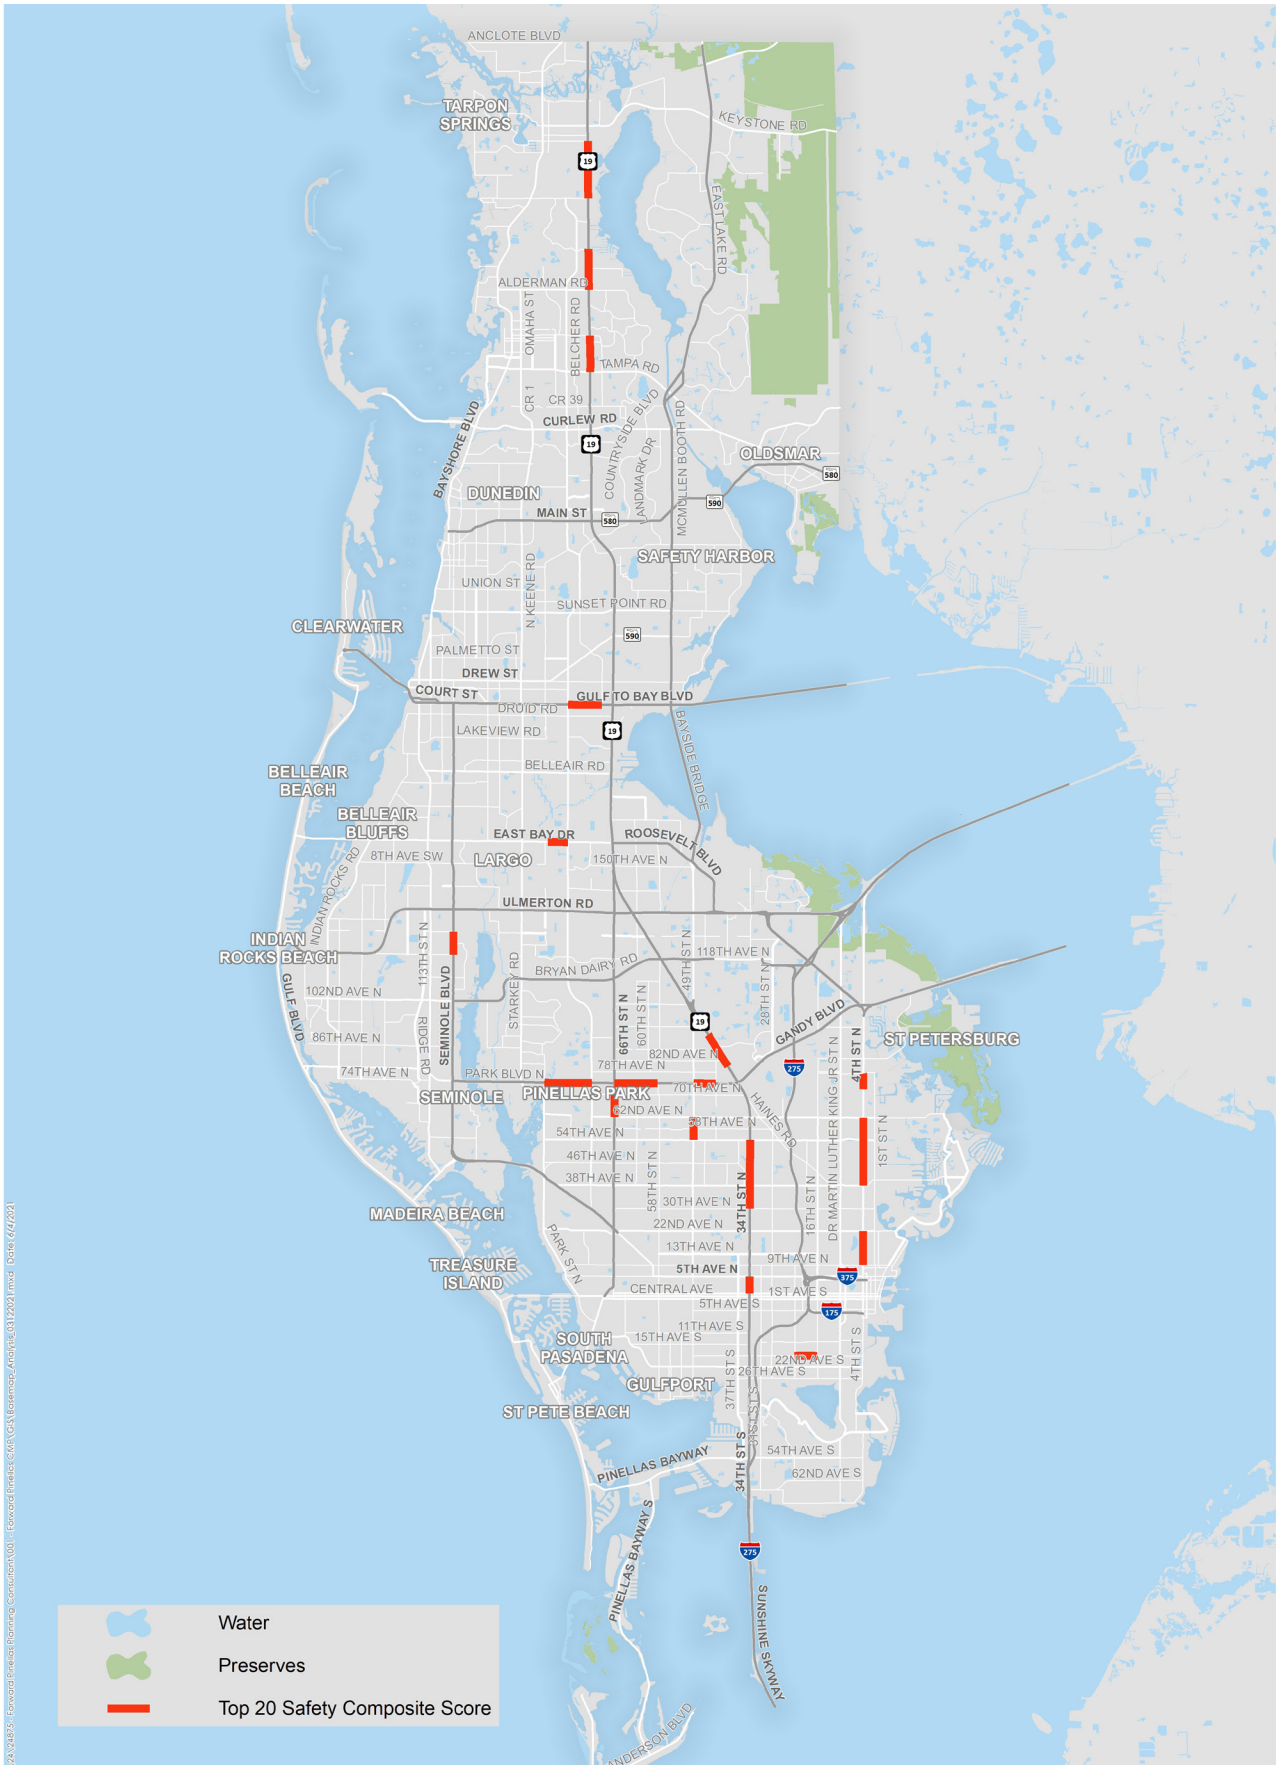 ANCLOTE BLVD
TARPON
SPRINGS
KEYSTONE RD
19
EAST LAKE RD
ALDERMAN RD
OMAHA ST
BELCHER RD
TAMPA RD
CR 1
CR 39
COUNTRYSIDE BLVD
BAYSHORE BLVD
CURLEW RD
19
LANDMARK DR
MCMULLEN BOOTH RD
OLDSMAR
580
DUNEDIN
590
MAIN ST
580
SAFETY HARBOR
N KEENE RD
UNION ST
SUNSET POINT RD
CLEARWATER
590
PALMETTO ST
DREW ST
COURT ST
GULF TO BAY BLVD
DRUID RD
LAKEVIEW RD
19
BAYSIDE BRIDGE
BELLEAIR RD
BELLEAIR
BEACH
BELLEAIR
BLUFFS
EAST BAY DR
ROOSEVELT BLVD
8TH AVE SW
LARGO
150TH AVE N
INDIAN ROCKS RD
ULMERTON RD
INDIAN
ROCKS BEACH
113TH ST N
49TH ST N
118TH AVE N
BRYAN DAIRY RD
STARKEY RD
28TH ST N
102ND AVE N
GULF BLVD
SEMINOLE BLVD
66TH ST N
60TH ST N
19
GANDY BLVD
86TH AVE N
RIDGE RD
82ND AVE N
78TH AVE N
ST PETERSBURG
4TH ST N
74TH AVE N
PARK BLVD N
275
SEMINOLE
PINELLAS PARK
70TH AVE N
HAINES RD
62ND AVE N
58TH AVE N
54TH AVE N
DR MARTIN LUTHER KING JR ST N
1ST ST N
46TH AVE N
38TH AVE N
58TH ST N
34TH ST N
30TH AVE N
16TH ST N
MADEIRA BEACH
22ND AVE N
PARK ST N
13TH AVE N
9TH AVE N
TREASURE
ISLAND
5TH AVE N
375
CENTRAL AVE
1ST AVE S
5TH AVE S
175
11TH AVE S
15TH AVE S
SOUTH
PASADENA
4TH ST S
37TH ST S
22ND AVE S
26TH AVE S
GULFPORT
31ST ST S
ST PETE BEACH
34TH ST S
54TH AVE S
PINELLAS BAYWAY
62ND AVE S
PINELLAS BAYWAY S
275
SUNSHINE SKYWAY
ANDERSON BLVD
Water
Preserves
Top 20 Safety Composite Score